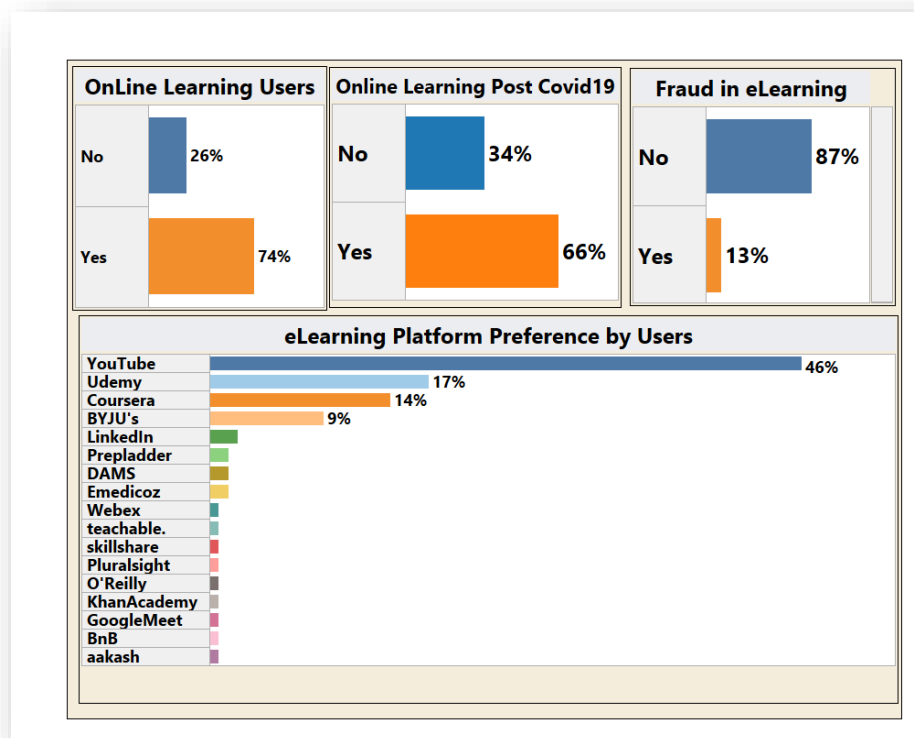 OnLine Learning Users
No
26%
Yes
74%
Online Learning Post Covid19
No
34%
Yes
66%
Fraud in eLearning
No
87%
Yes
13%
eLearning Platform Preference by Users
YouTube 46%
Udemy 17%
Coursera 14%
BYJU's 9%
LinkedIn
Prepladder
DAMS
Emedicoz
Webex
teachable.
skillshare
Pluralsight
O'Reilly
KhanAcademy
GoogleMeet
BnB
aakash